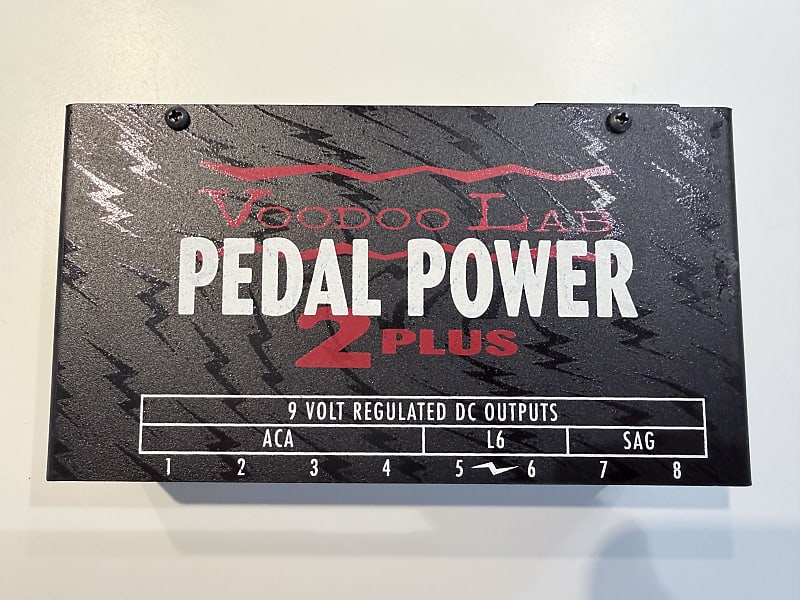 VOODOO LAB
PEDAL POWER
2 PLUS
9 VOLT REGULATED DC OUTPUTS
ACA L6 SAG
1 2 3 4 5 6 7 8